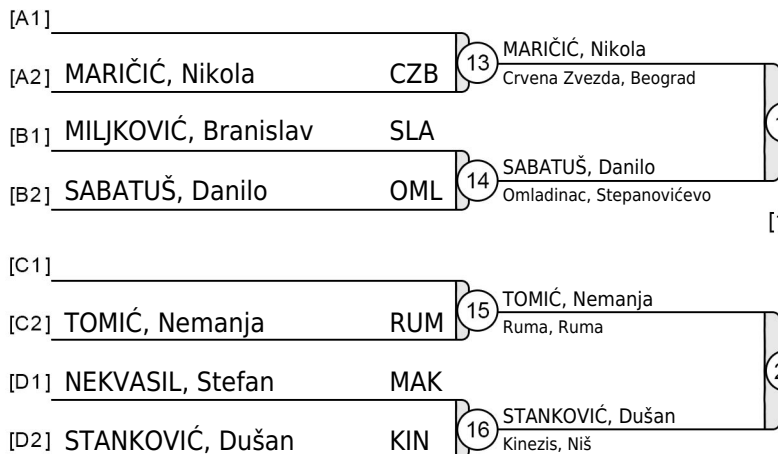 [A1]
[A2] MARIČIĆ, Nikola CZB
13
MARIČIĆ, Nikola
Crvena Zvezda, Beograd
[B1] MILJKOVIĆ, Branislav SLA
[B2] SABATUŠ, Danilo OML
14
SABATUŠ, Danilo
Omladinac, Stepanovićevo
[C1]
[C2] TOMIĆ, Nemanja RUM
15
TOMIĆ, Nemanja
Ruma, Ruma
[D1] NEKVASIL, Stefan MAK
[D2] STANKOVIĆ, Dušan KIN
16
STANKOVIĆ, Dušan
Kinezis, Niš